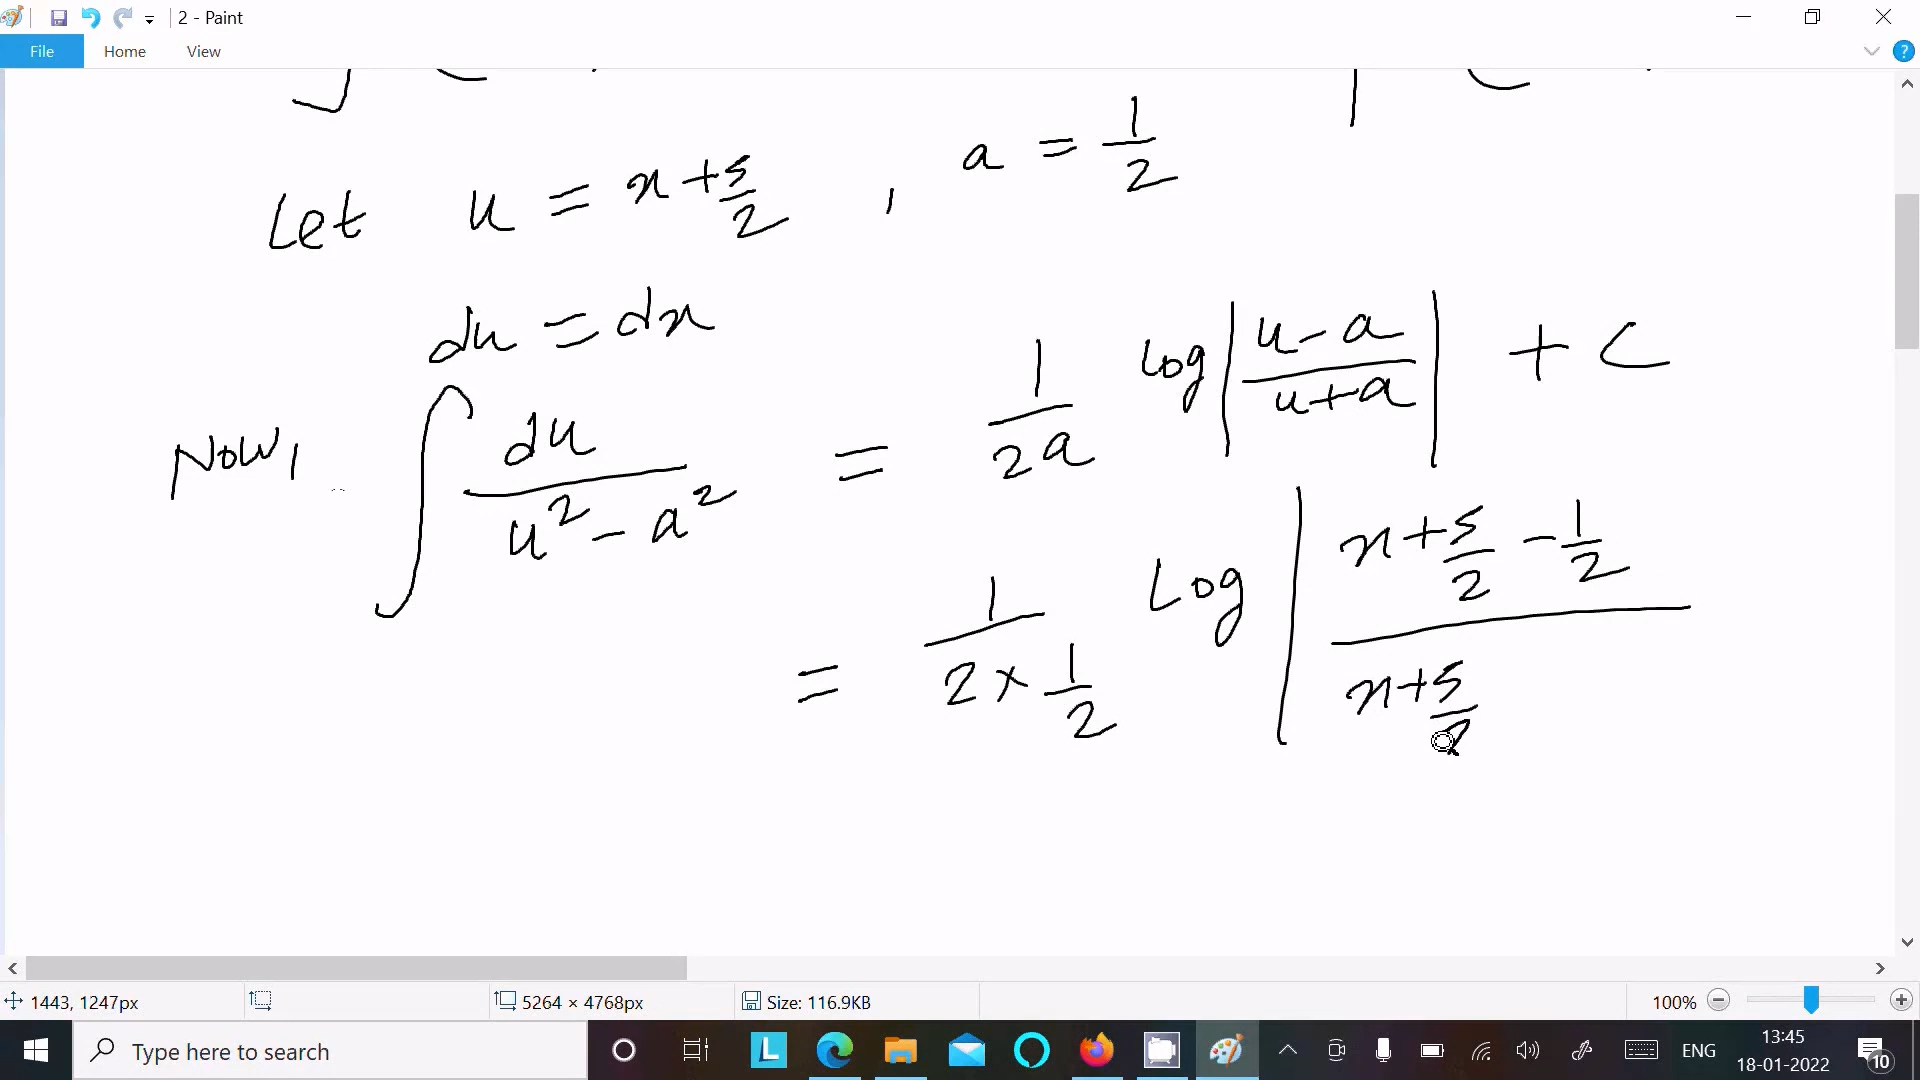 2 - Paint
File Home View
Let u = x + 5/2 , a = 1/2
du = dx
Now, ∫ du / (u² - a²) = 1/(2a) log |(u - a)/(u + a)| + C
= 1/(2 × 1/2) log | (x + 5/2 - 1/2) / (x + 5/2
1443, 1247px 5264 × 4768px Size: 116.9KB 100%
Type here to search
L
ENG
13:45
18-01-2022
10